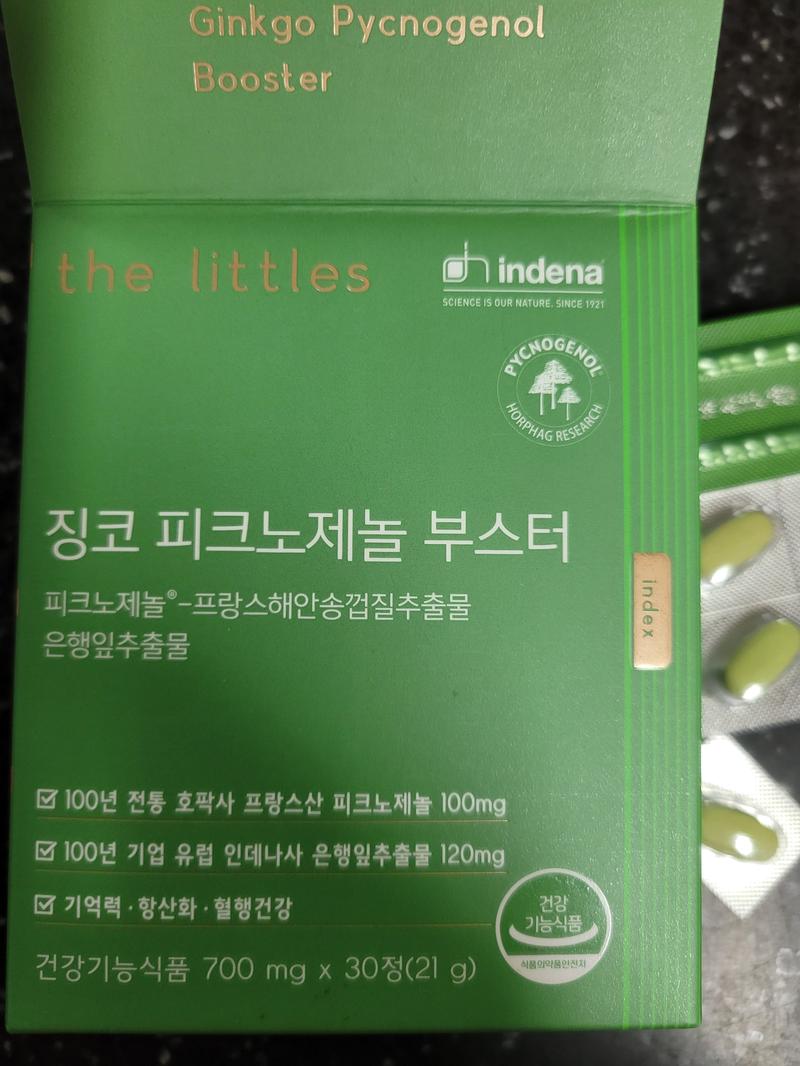 Ginkgo Pycnogenol
Booster
the littles
indena
SCIENCE IS OUR NATURE. SINCE 1921
PYCNOGENOL®
HORPHAG RESEARCH
징코 피크노제놀 부스터
피크노제놀®-프랑스해안송껍질추출물
은행잎추출물
index
100년 전통 호팍사 프랑스산 피크노제놀 100mg
100년 기업 유럽 인데나사 은행잎추출물 120mg
기억력·항산화·혈행건강
건강
기능식품
식품의약품안전처
건강기능식품 700 mg x 30정(21 g)